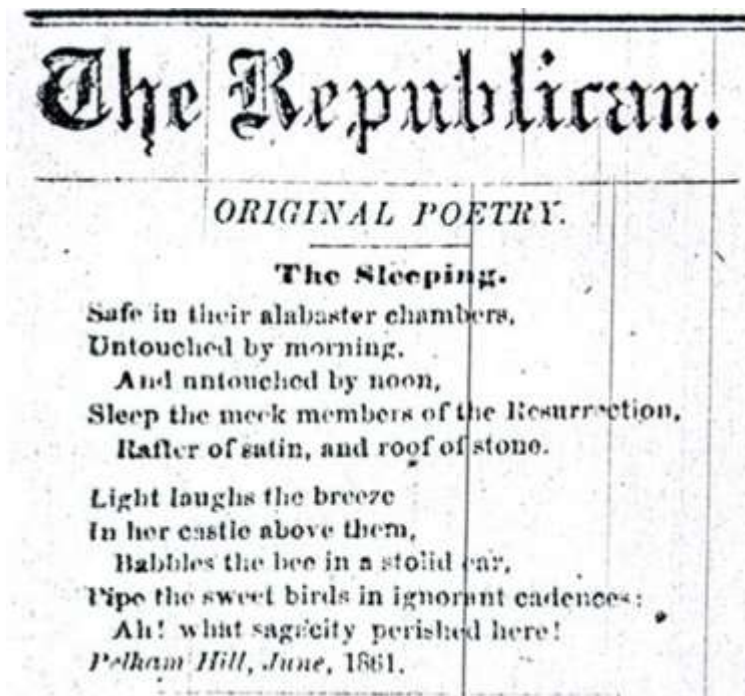 The Republican.
ORIGINAL POETRY.
The Sleeping.
Safe in their alabaster chambers,
Untouched by morning,
And untouched by noon,
Sleep the meek members of the Resurrection,
Rafter of satin, and roof of stone.
Light laughs the breeze
In her castle above them,
Babbles the bee in a stolid ear,
Pipe the sweet birds in ignorant cadences:
Ah! what sagacity perished here!
Pelham Hill, June, 1861.